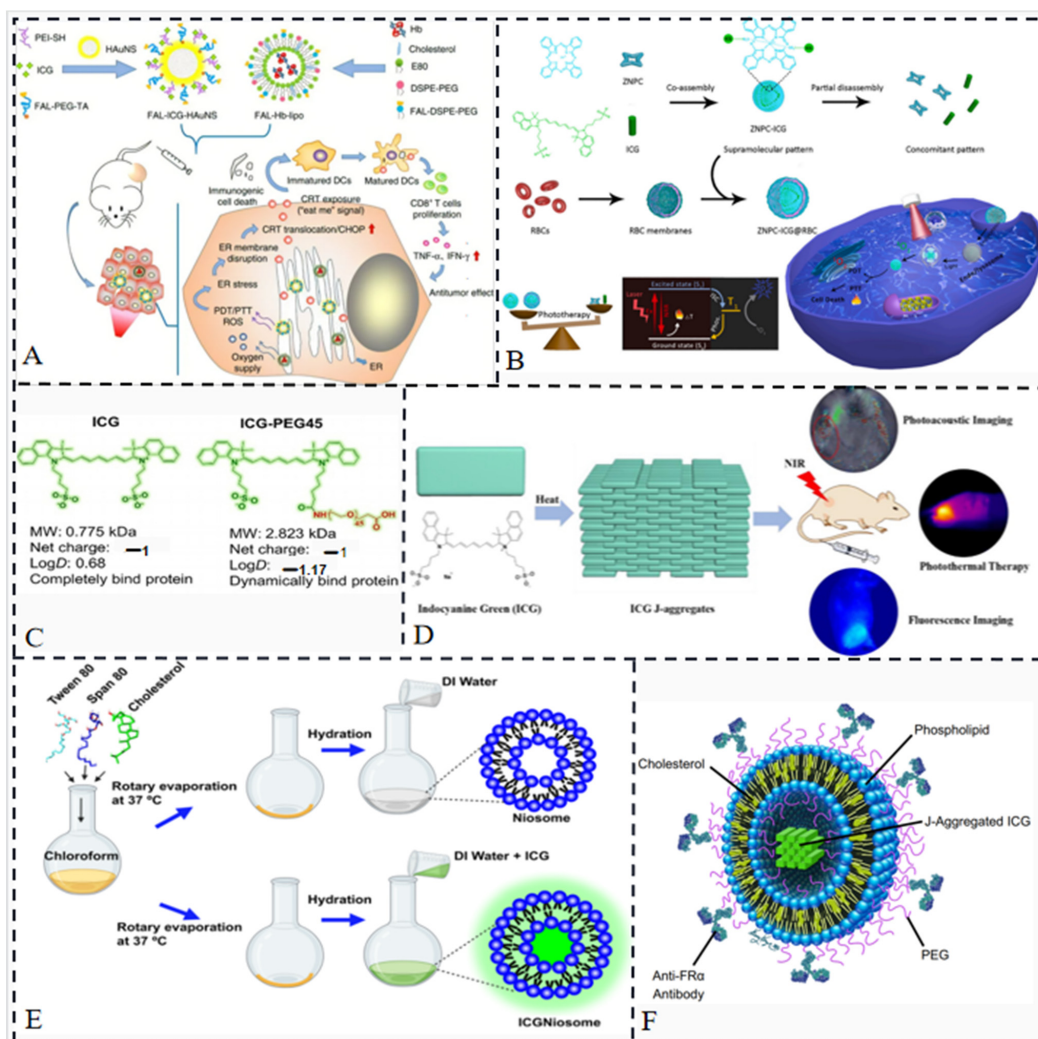 PEI-SH
HAuNS
ICG
FAL-PEG-TA
FAL-ICG-HAuNS
FAL-Hb-lipo
Hb
Cholesterol
E80
DSPE-PEG
FAL-DSPE-PEG
Immunogenic
cell death
Immatured DCs
Matured DCs
CRT exposure
("eat me" signal)
CD8+ T cells
proliferation
CRT translocation/CHOP
TNF-α, IFN-γ
ER membrane
disruption
ER stress
Antitumor effect
PDT/PTT
ROS
Oxygen
supply
ER
A
ZNPC
ICG
Co-assembly
ZNPC-ICG
Supramolecular pattern
Partial disassembly
Concomitant pattern
RBCs
RBC membranes
ZNPC-ICG@RBC
Phototherapy
Laser
Excited state (S₁)
Ground state (S₀)
PDT
PTT
Cell Death
B
ICG
ICG-PEG45
MW: 0.775 kDa
Net charge: −1
LogD: 0.68
Completely bind protein
MW: 2.823 kDa
Net charge: −1
LogD: −1.17
Dynamically bind protein
C
Indocyanine Green (ICG)
Heat
ICG J-aggregates
NIR
Photoacoustic Imaging
Photothermal Therapy
Fluorescence Imaging
D
Tween 80
Span 80
Cholesterol
Chloroform
Rotary evaporation
at 37 ºC
Hydration
DI Water
Niosome
Rotary evaporation
at 37 ºC
Hydration
DI Water + ICG
ICGNiosome
E
Cholesterol
Phospholipid
J-Aggregated ICG
PEG
Anti-FRα
Antibody
F